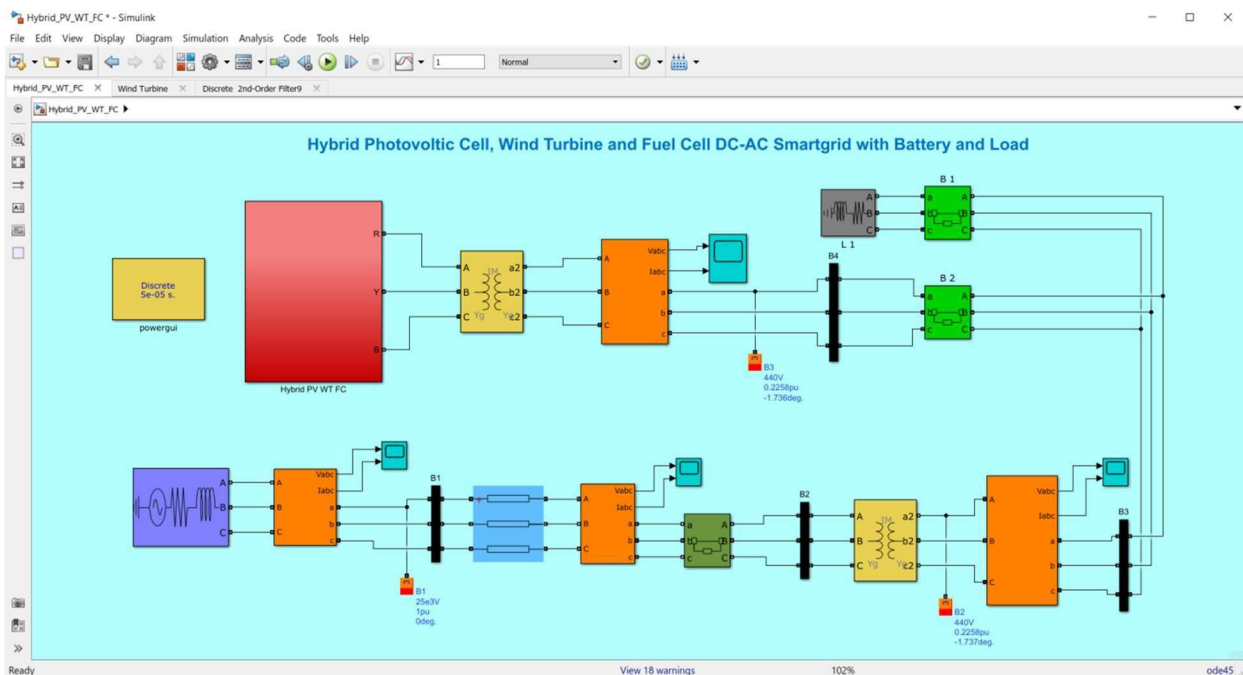 Hybrid_PV_WT_FC * - Simulink
File Edit View Display Diagram Simulation Analysis Code Tools Help
1 Normal
Hybrid_PV_WT_FC Wind Turbine Discrete 2nd-Order Filter9
Hybrid_PV_WT_FC
Hybrid Photovoltic Cell, Wind Turbine and Fuel Cell DC-AC Smartgrid with Battery and Load
Discrete
5e-05 s.
powergui
R
Y
B
Hybrid PV WT FC
A a2
B b2
C c2
Yg Yg
A
B
C
Vabc
Iabc
a
b
c
B3
440V
0.2258pu
-1.736deg.
A
B
C
L 1
B 1
a A
b B
c C
B4
B 2
a A
b B
c C
A
B
C
A
B
C
Vabc
Iabc
a
b
c
B1
B1
25e3V
1pu
0deg.
A
B
C
Vabc
Iabc
a
b
c
a A
b B
c C
B2
A a2
B b2
C c2
Yg Yg
B2
440V
0.2258pu
-1.737deg.
A
B
C
Vabc
Iabc
a
b
c
B3
Ready View 18 warnings 102% ode45